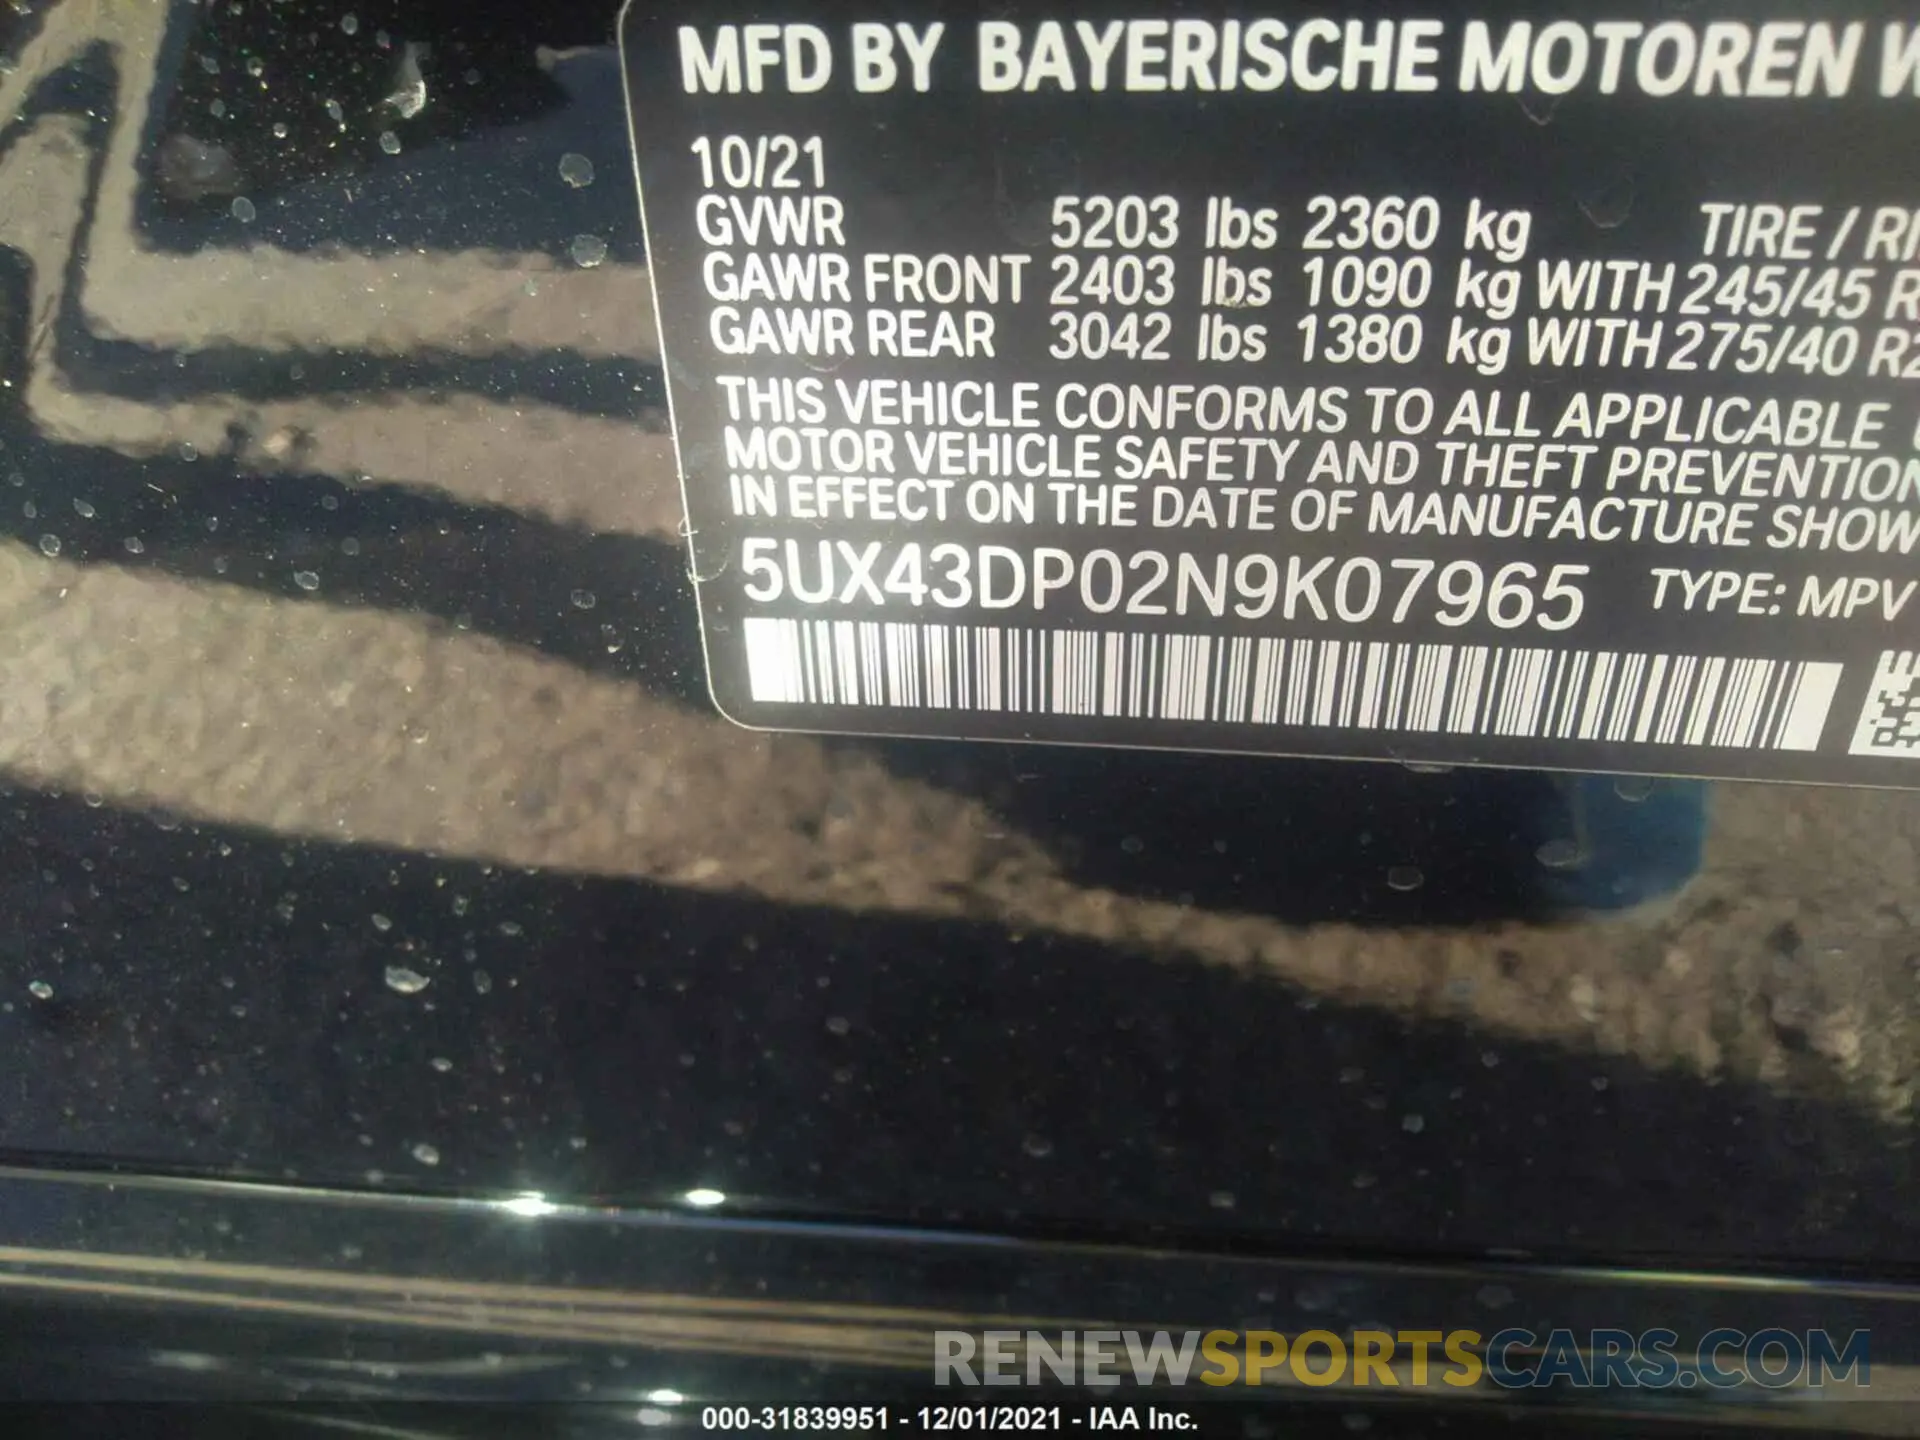 MFD BY BAYERISCHE MOTOREN W
10/21
GVWR 5203 lbs 2360 kg TIRE / RI
GAWR FRONT 2403 lbs 1090 kg WITH 245/45 R
GAWR REAR 3042 lbs 1380 kg WITH 275/40 R2
THIS VEHICLE CONFORMS TO ALL APPLICABLE
MOTOR VEHICLE SAFETY AND THEFT PREVENTION
IN EFFECT ON THE DATE OF MANUFACTURE SHOW
5UX43DP02N9K07965 TYPE: MPV
RENEWSPORTSCARS.COM
000-31839951 - 12/01/2021 - IAA Inc.